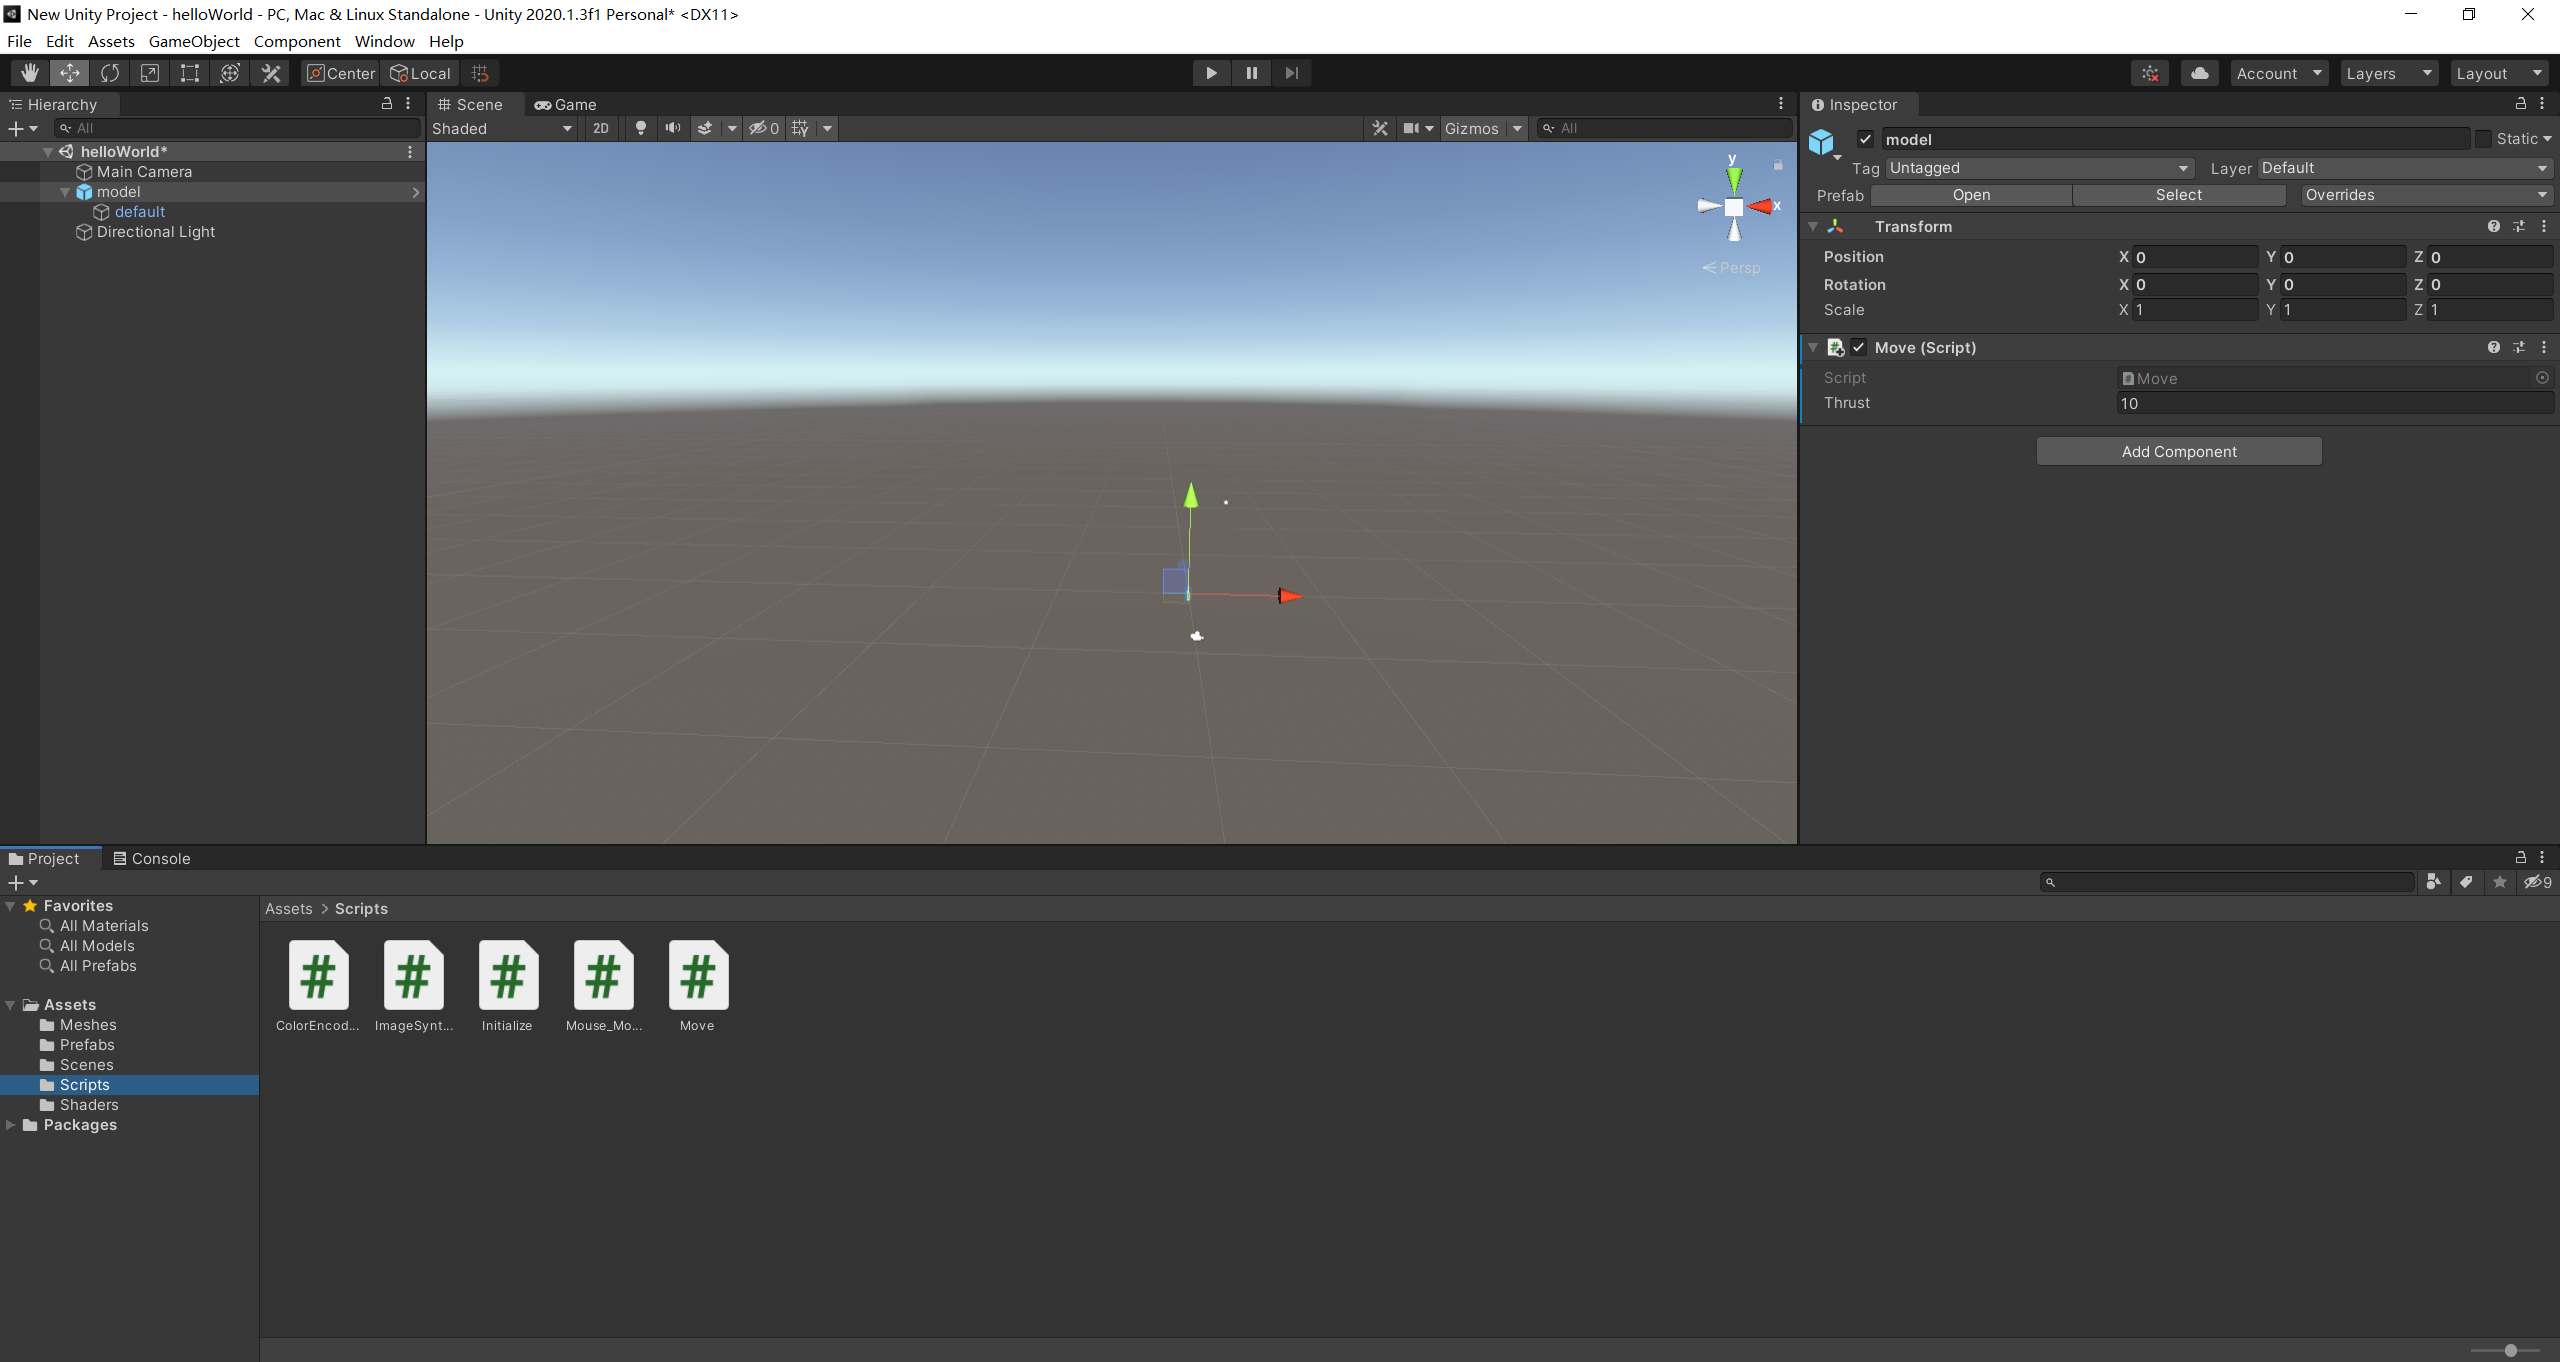 New Unity Project - helloWorld - PC, Mac & Linux Standalone - Unity 2020.1.3f1 Personal* <DX11>
File Edit Assets GameObject Component Window Help
Center Local Account Layers Layout
Hierarchy
All
helloWorld*
Main Camera
model
default
Directional Light
Scene Game
Shaded 2D 0 Gizmos All
y
x
Persp
Inspector
model Static
Tag Untagged Layer Default
Prefab Open Select Overrides
Transform
Position X 0 Y 0 Z 0
Rotation X 0 Y 0 Z 0
Scale X 1 Y 1 Z 1
Move (Script)
Script Move
Thrust 10
Add Component
Project Console
9
Favorites
All Materials
All Models
All Prefabs
Assets
Meshes
Prefabs
Scenes
Scripts
Shaders
Packages
Assets > Scripts
ColorEncod... ImageSynt... Initialize Mouse_Mo... Move